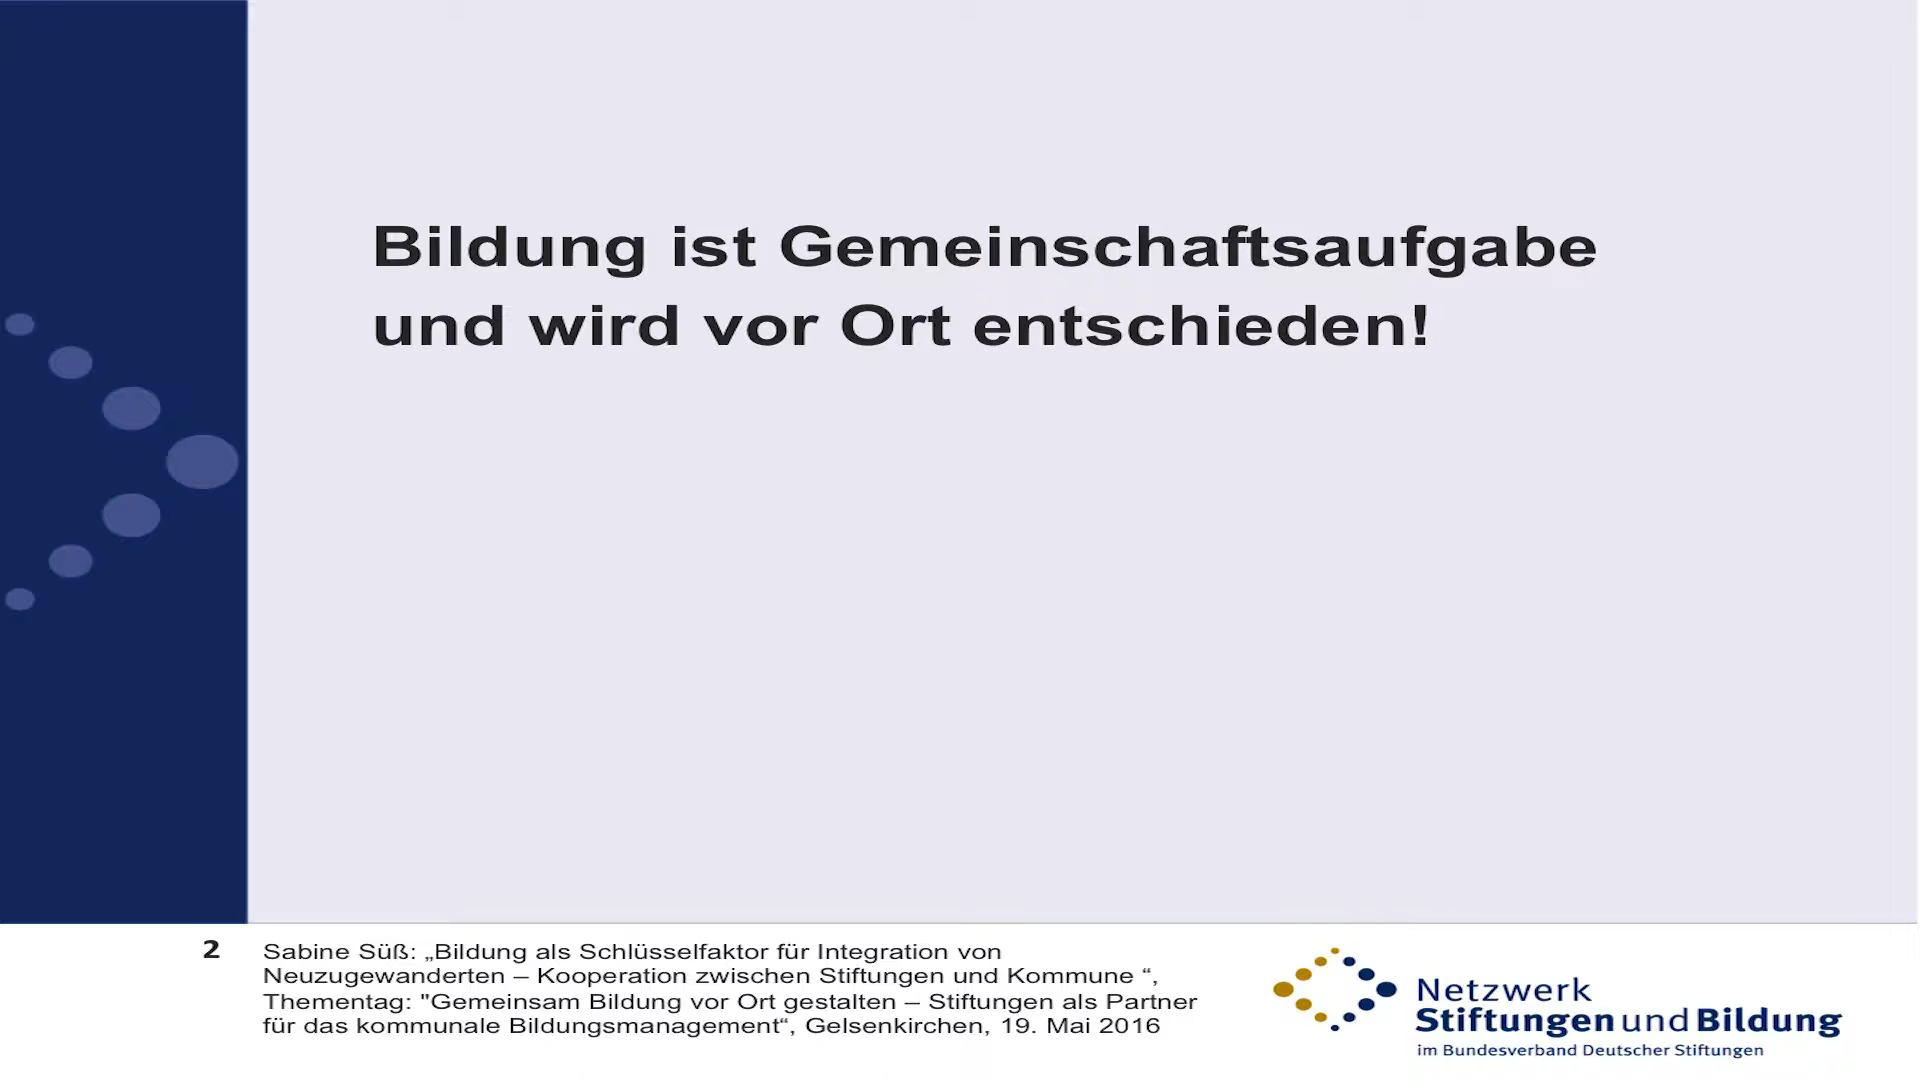 Bildung ist Gemeinschaftsaufgabe
und wird vor Ort entschieden!
2
Sabine Süß: „Bildung als Schlüsselfaktor für Integration von
Neuzugewanderten – Kooperation zwischen Stiftungen und Kommune “,
Thementag: "Gemeinsam Bildung vor Ort gestalten – Stiftungen als Partner
für das kommunale Bildungsmanagement“, Gelsenkirchen, 19. Mai 2016
Netzwerk
Stiftungen und Bildung
im Bundesverband Deutscher Stiftungen